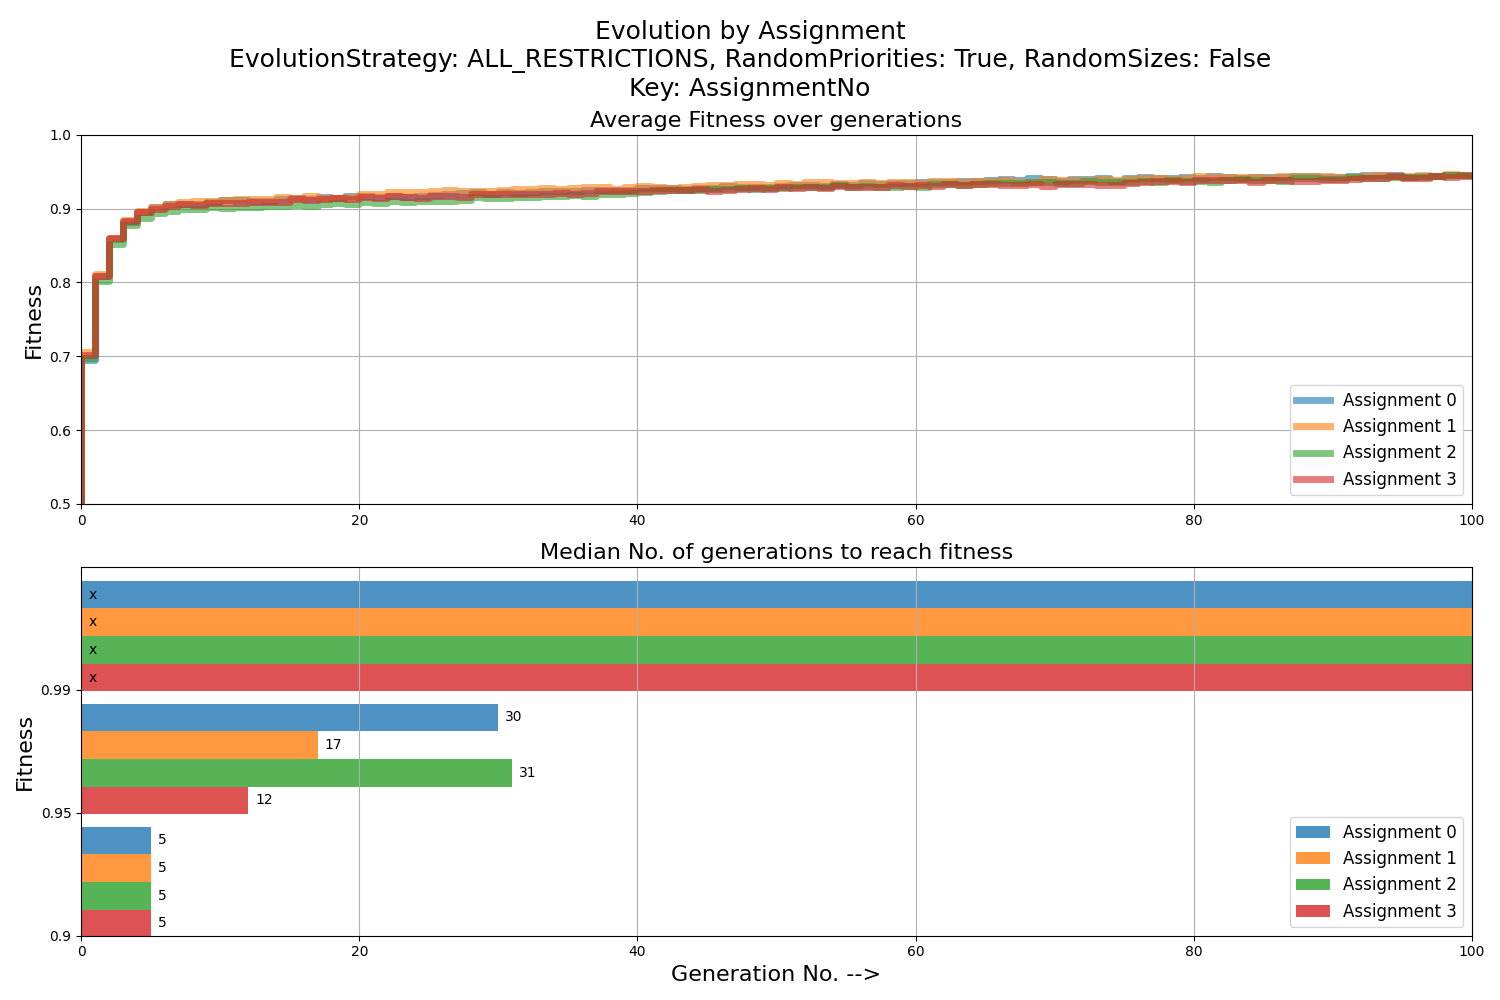 Evolution by Assignment
EvolutionStrategy: ALL_RESTRICTIONS, RandomPriorities: True, RandomSizes: False
Key: AssignmentNo
Average Fitness over generations
1.0
0.9
0.8
0.7
0.6
0.5
Fitness
0 20 40 60 80 100
Assignment 0
Assignment 1
Assignment 2
Assignment 3
Median No. of generations to reach fitness
x
x
x
x
0.99
30
17
31
12
0.95
5
5
5
5
0.9
Fitness
Assignment 0
Assignment 1
Assignment 2
Assignment 3
0 20 40 60 80 100
Generation No. -->